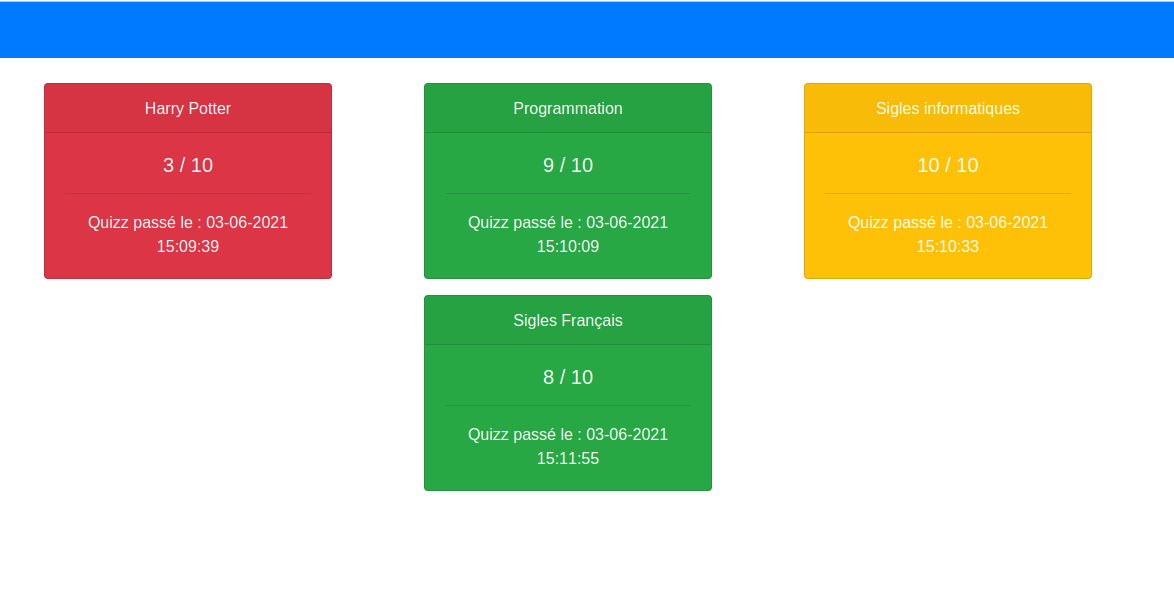 Harry Potter
3 / 10
Quizz passé le : 03-06-2021
15:09:39
Programmation
9 / 10
Quizz passé le : 03-06-2021
15:10:09
Sigles informatiques
10 / 10
Quizz passé le : 03-06-2021
15:10:33
Sigles Français
8 / 10
Quizz passé le : 03-06-2021
15:11:55